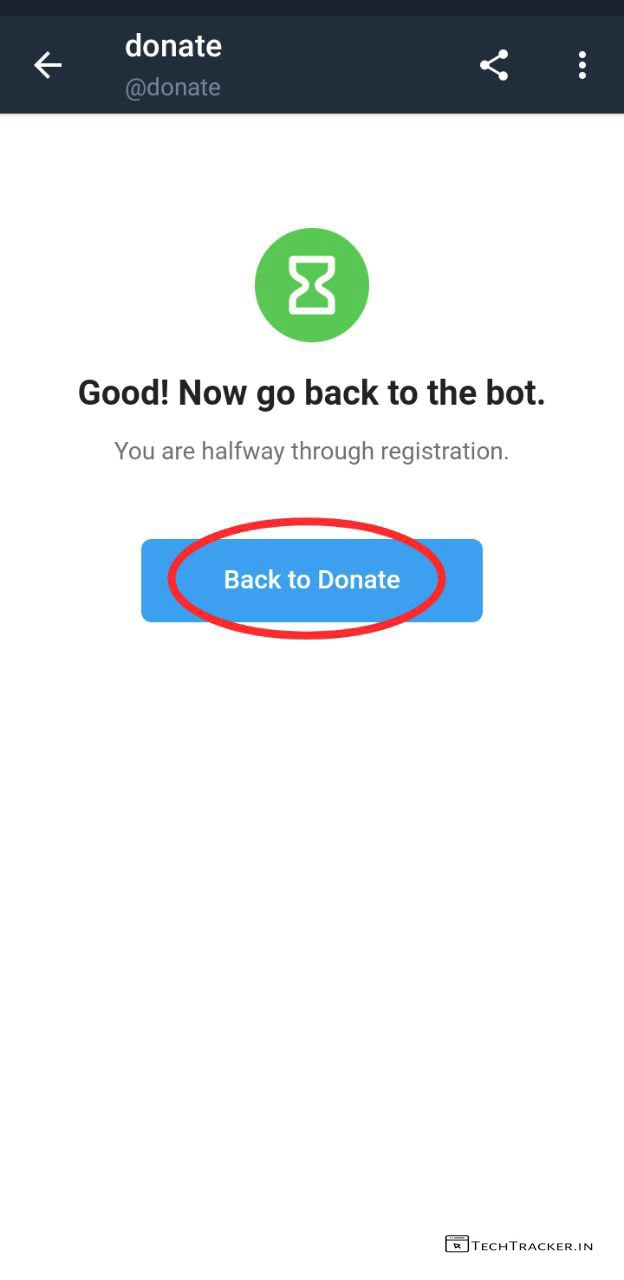 donate
@donate
Good! Now go back to the bot.
You are halfway through registration.
Back to Donate
TECHTRACKER.IN